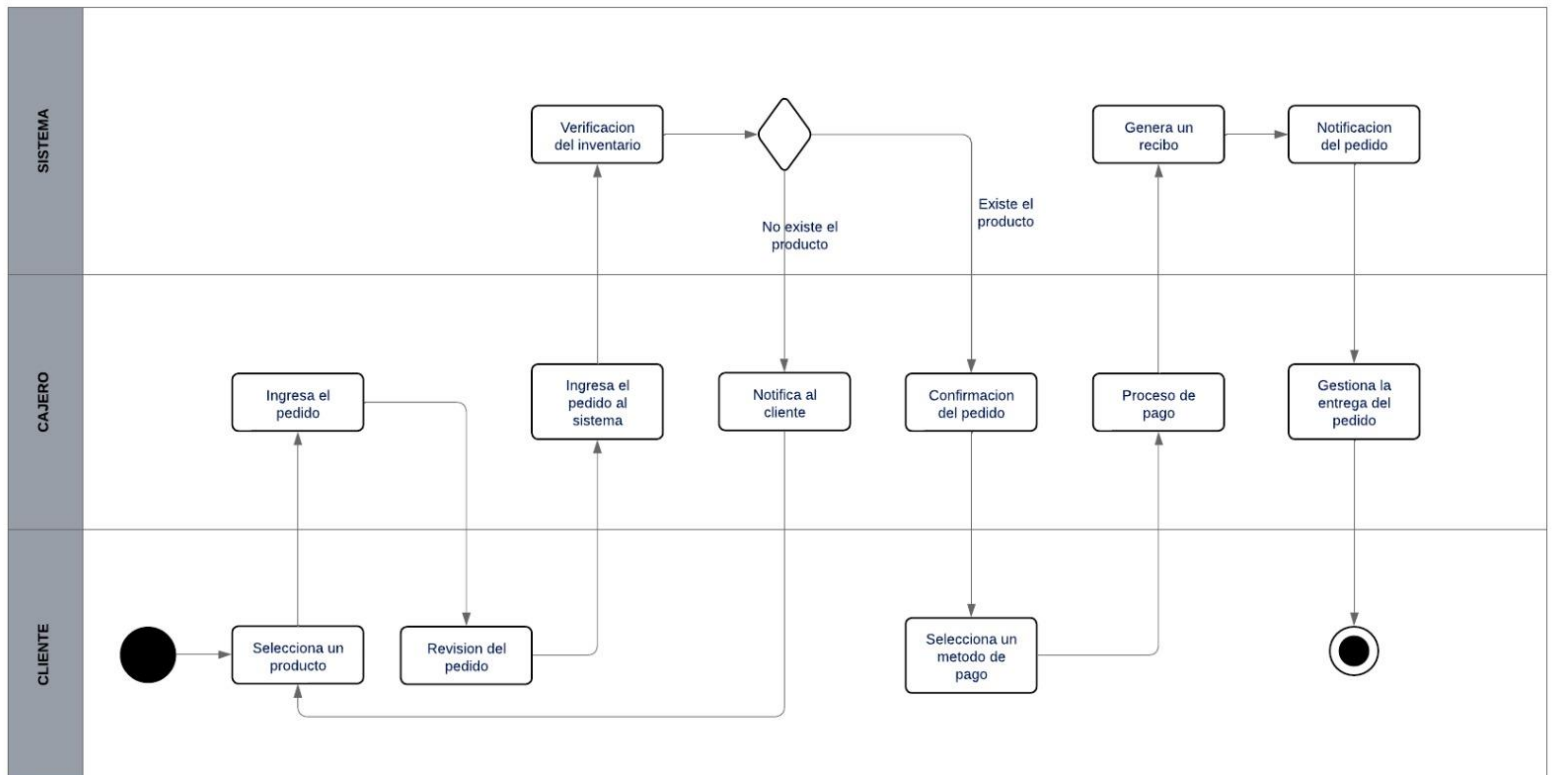 SISTEMA
Verificacion
del inventario
Genera un
recibo
Notificacion
del pedido
No existe el
producto
Existe el
producto
CAJERO
Ingresa el
pedido
Ingresa el
pedido al
sistema
Notifica al
cliente
Confirmacion
del pedido
Proceso de
pago
Gestiona la
entrega del
pedido
CLIENTE
Selecciona un
producto
Revision del
pedido
Selecciona un
metodo de
pago